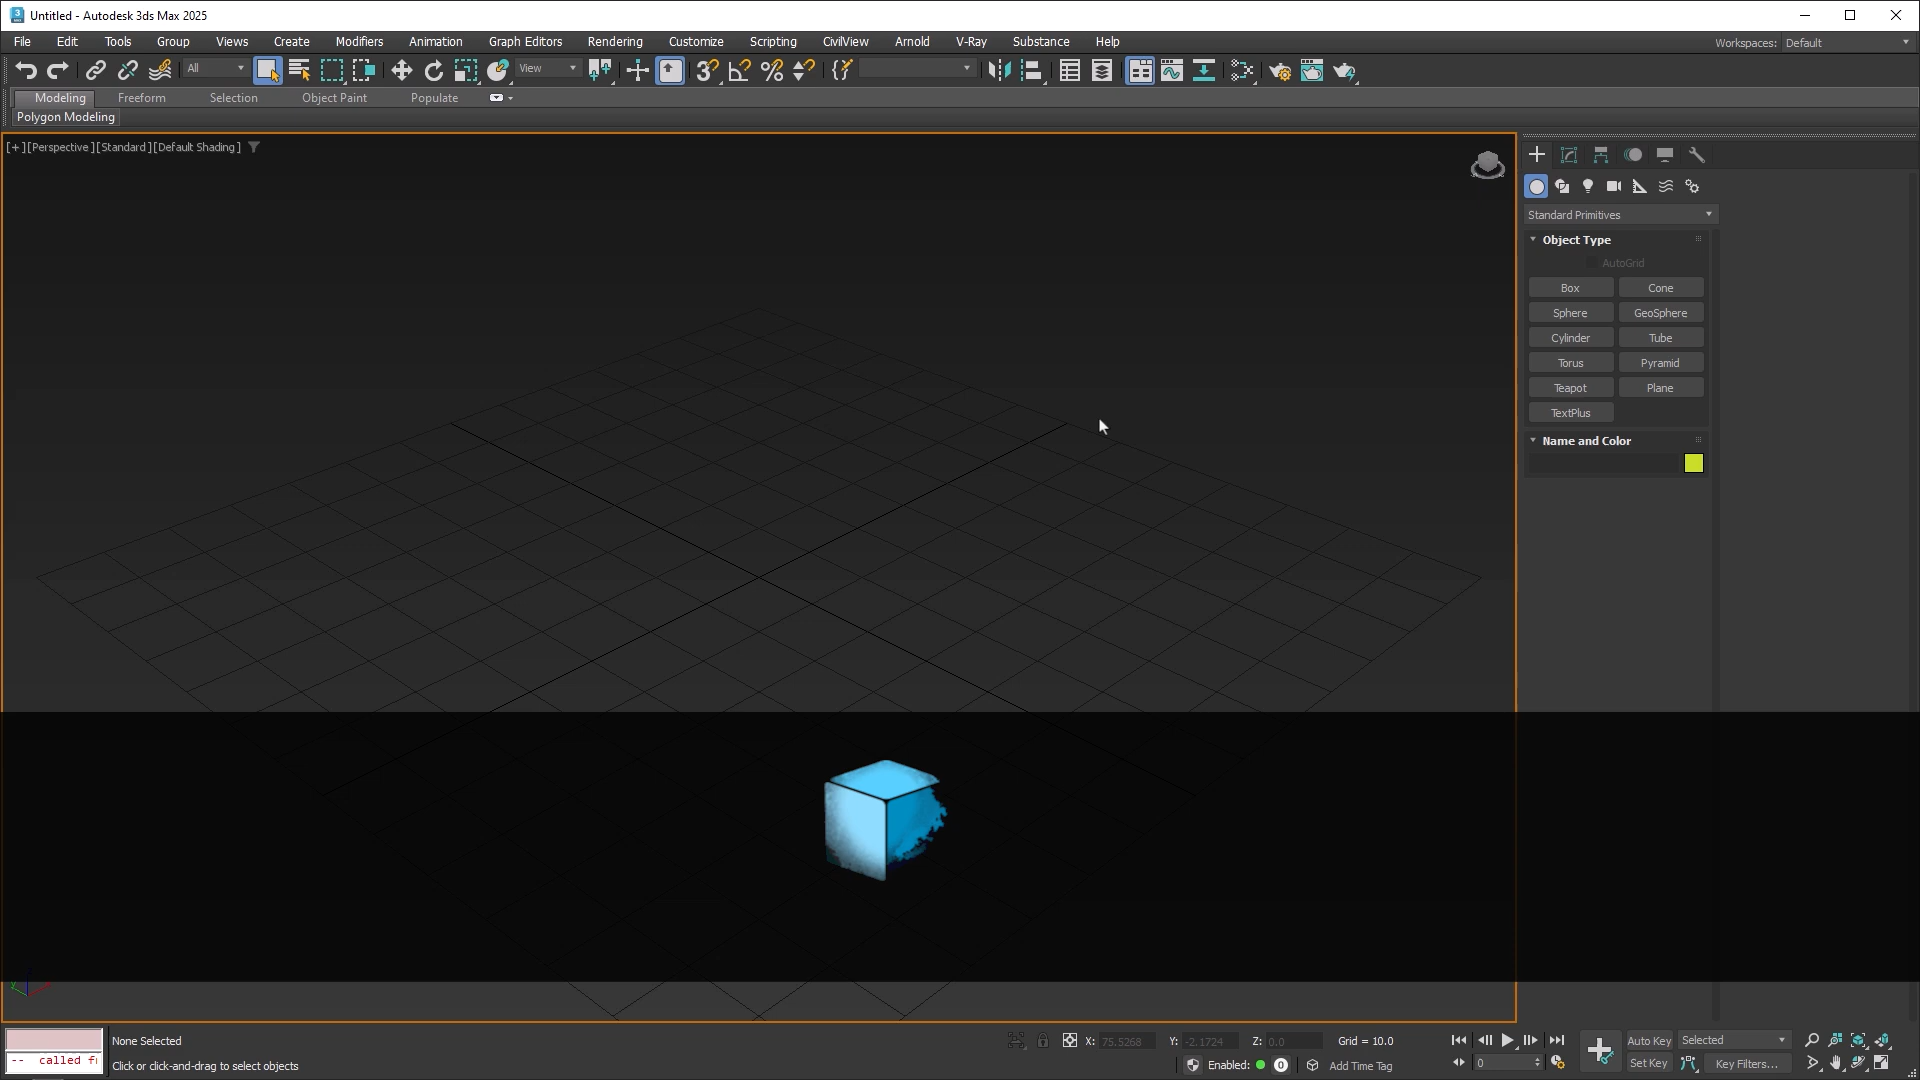 Untitled - Autodesk 3ds Max 2025
File Edit Tools Group Views Create Modifiers Animation Graph Editors Rendering Customize Scripting CivilView Arnold V-Ray Substance Help Workspaces: Default
All View
Modeling Freeform Selection Object Paint Populate
Polygon Modeling
[+][Perspective][Standard][Default Shading]
Standard Primitives
Object Type
AutoGrid
Box Cone
Sphere GeoSphere
Cylinder Tube
Torus Pyramid
Teapot Plane
TextPlus
Name and Color
None Selected X: 75.5268 Y: -2.1724 Z: 0.0 Grid = 10.0 Auto Key Selected
-- called f
Click or click-and-drag to select objects Enabled: 0 Add Time Tag 0 Set Key Key Filters...